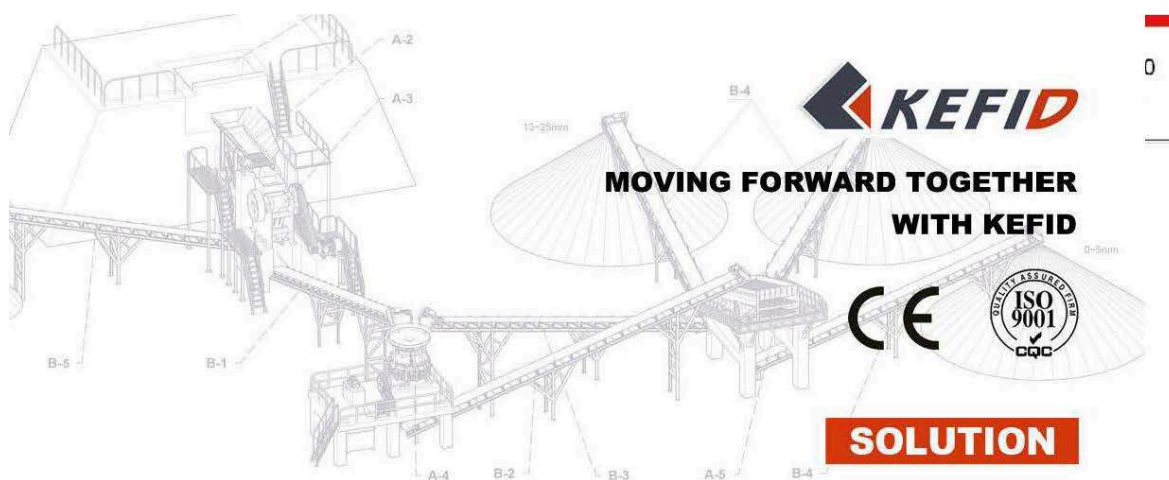 A-2
A-3
B-4
13~25mm
KEFID
MOVING FORWARD TOGETHER
WITH KEFID
0~5mm
CE
QUALITY ASSURED FIRM
ISO
9001
CQC
B-5
B-1
SOLUTION
A-4
B-2
B-3
A-5
B-4
0